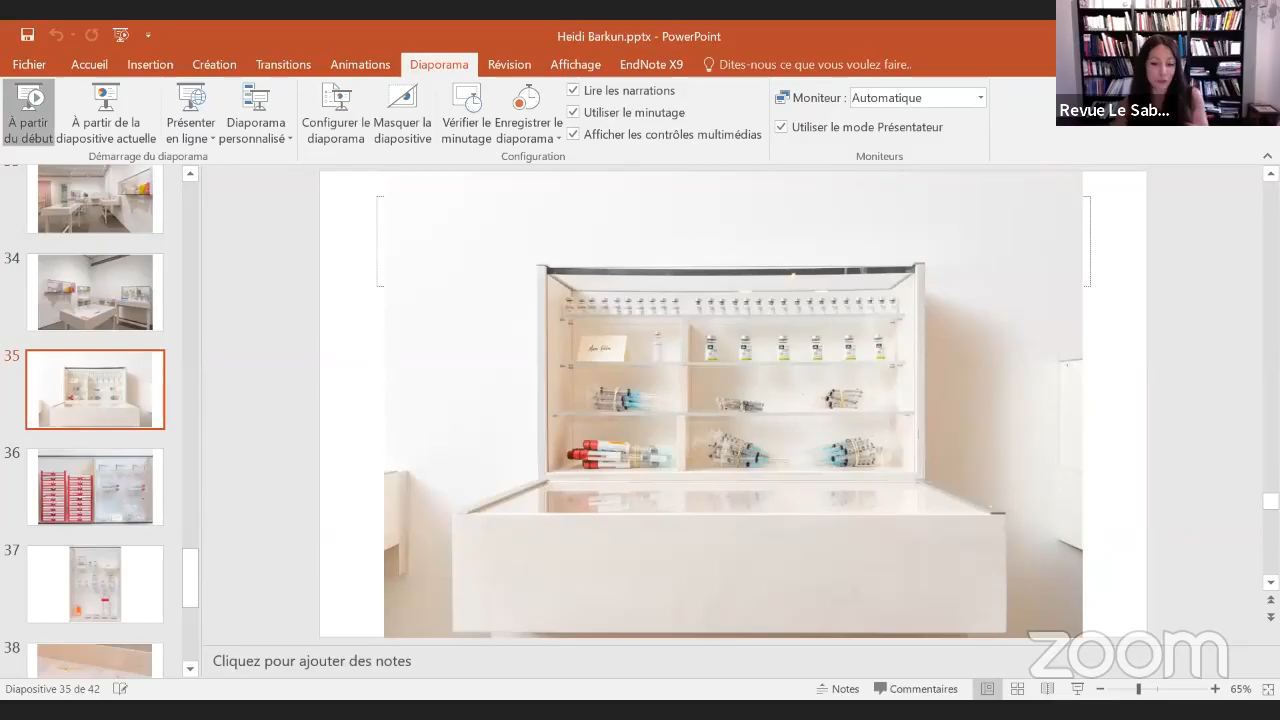 Heidi Barkun.pptx - PowerPoint
Fichier Accueil Insertion Création Transitions Animations Diaporama Révision Affichage EndNote X9 Dites-nous ce que vous voulez faire..
À partir du début
À partir de la diapositive actuelle
Présenter en ligne
Diaporama personnalisé
Démarrage du diaporama
Configurer le diaporama
Masquer la diapositive
Vérifier le minutage
Enregistrer le diaporama
Lire les narrations
Utiliser le minutage
Afficher les contrôles multimédias
Configuration
Moniteur : Automatique
Utiliser le mode Présentateur
Moniteurs
Revue Le Sab...
34
35
36
37
38
Cliquez pour ajouter des notes
zoom
Diapositive 35 de 42
Notes
Commentaires
65%